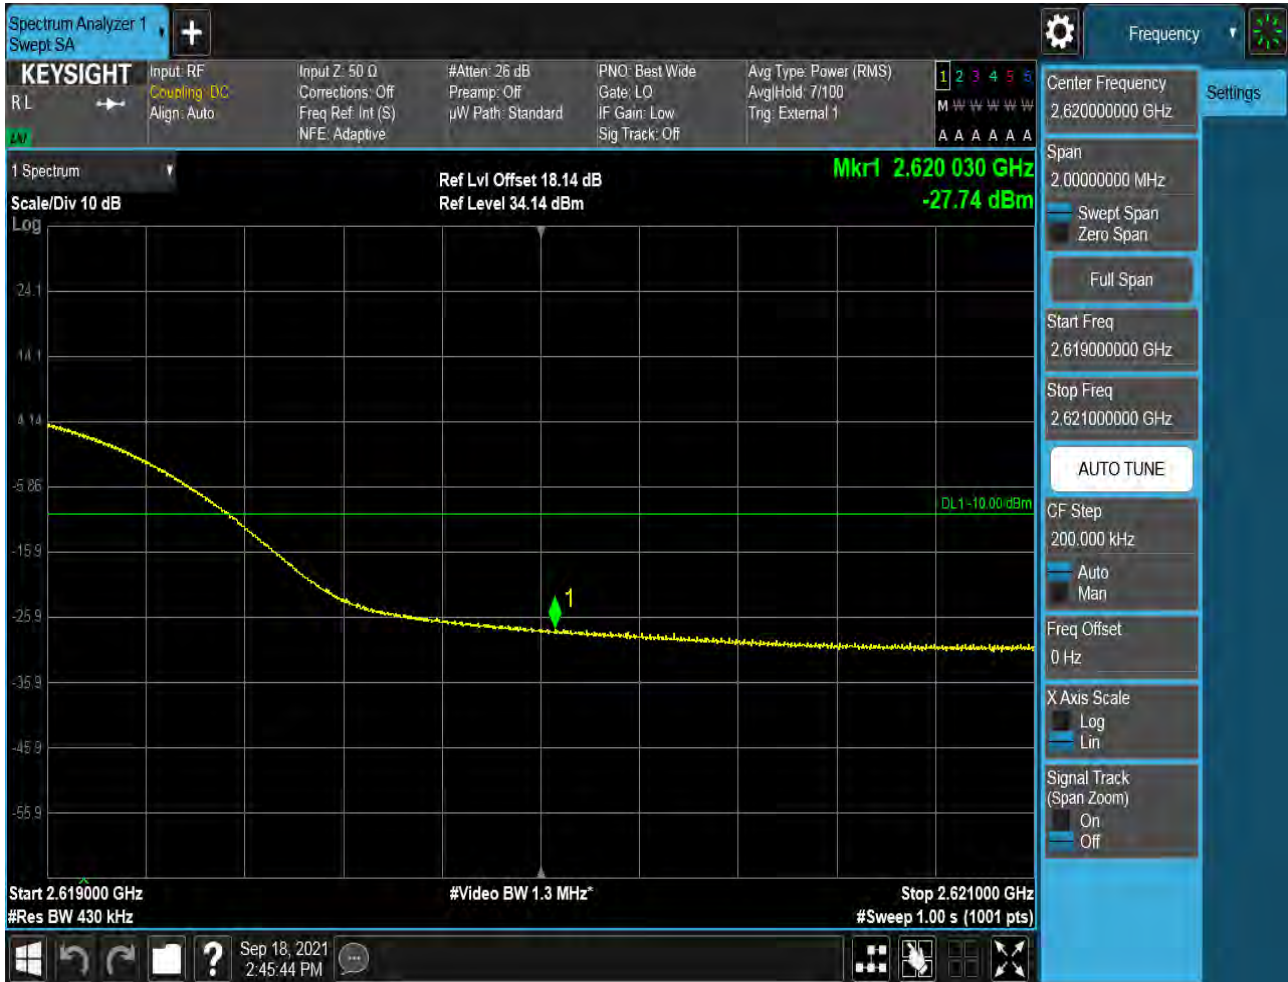 Spectrum Analyzer 1
Swept SA
Frequency
KEYSIGHT
R L
Input: RF
Coupling: DC
Align: Auto
Input Z: 50 Ω
Corrections: Off
Freq Ref: Int (S)
NFE: Adaptive
#Atten: 26 dB
Preamp: Off
µW Path: Standard
PNO: Best Wide
Gate: LO
IF Gain: Low
Sig Track: Off
Avg Type: Power (RMS)
Avg|Hold: 7/100
Trig: External 1
1 2 3 4 5 6
M W W W W W
A A A A A A
1 Spectrum
Scale/Div 10 dB
Log
Ref Lvl Offset 18.14 dB
Ref Level 34.14 dBm
Mkr1 2.620 030 GHz
-27.74 dBm
24.1
14.1
4.14
-5.86
-15.9
-25.9
-35.9
-45.9
-55.9
DL1 -10.00 dBm
1
Start 2.619000 GHz
#Res BW 430 kHz
#Video BW 1.3 MHz*
Stop 2.621000 GHz
#Sweep 1.00 s (1001 pts)
Sep 18, 2021
2:45:44 PM
Center Frequency
2.620000000 GHz
Settings
Span
2.00000000 MHz
Swept Span
Zero Span
Full Span
Start Freq
2.619000000 GHz
Stop Freq
2.621000000 GHz
AUTO TUNE
CF Step
200.000 kHz
Auto
Man
Freq Offset
0 Hz
X Axis Scale
Log
Lin
Signal Track
(Span Zoom)
On
Off